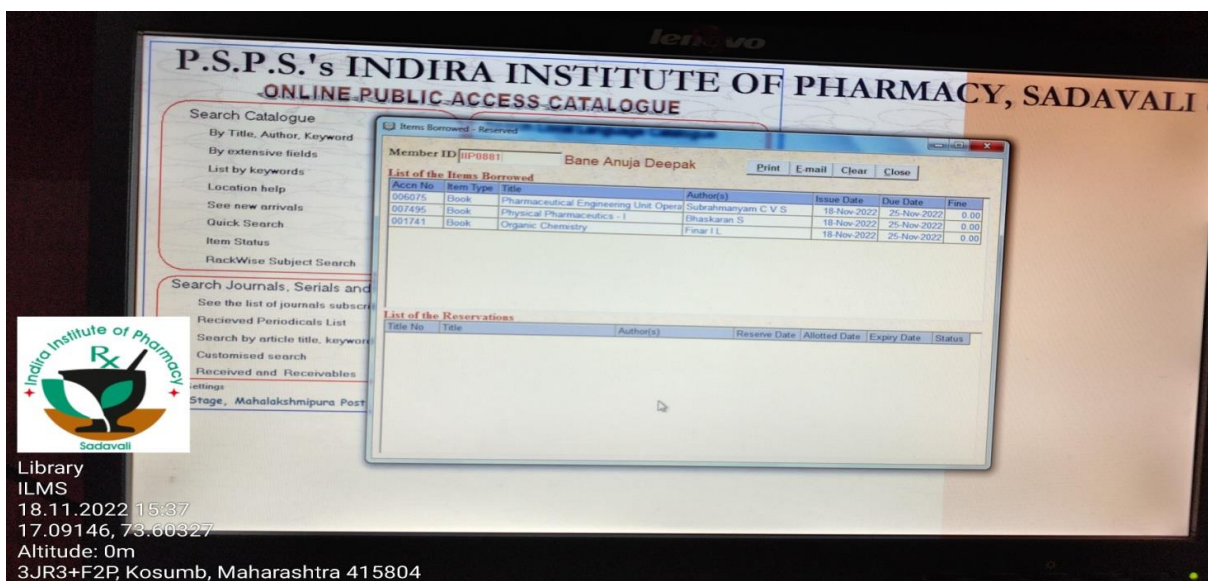 lenovo
P.S.P.S.'s INDIRA INSTITUTE OF PHARMACY, SADAVALI
ONLINE PUBLIC ACCESS CATALOGUE
Search Catalogue
By Title, Author, Keyword
By extensive fields
List by keywords
Location help
See new arrivals
Quick Search
Item Status
RackWise Subject Search
Search Journals, Serials and
See the list of journals subscri
Recieved Periodicals List
Search by article title, keywor
Customised search
Received and Receivables
Settings
Stage, Mahalakshmipura Post
Items Borrowed - Reserved
Member ID IIP0881 Bane Anuja Deepak Print E-mail Clear Close
List of the Items Borrowed
Accn No Item Type Title Author(s) Issue Date Due Date Fine
006075 Book Pharmaceutical Engineering Unit Opera Subrahmanyam C V S 18-Nov-2022 25-Nov-2022 0.00
007495 Book Physical Pharmaceutics - I Bhaskaran S 18-Nov-2022 25-Nov-2022 0.00
001741 Book Organic Chemistry Finar I L 18-Nov-2022 25-Nov-2022 0.00
List of the Reservations
Title No Title Author(s) Reserve Date Allotted Date Expiry Date Status
Indira Institute of Pharmacy
Rx
Sadavali
Library
ILMS
18.11.2022 15:37
17.09146, 73.60327
Altitude: 0m
3JR3+F2P, Kosumb, Maharashtra 415804